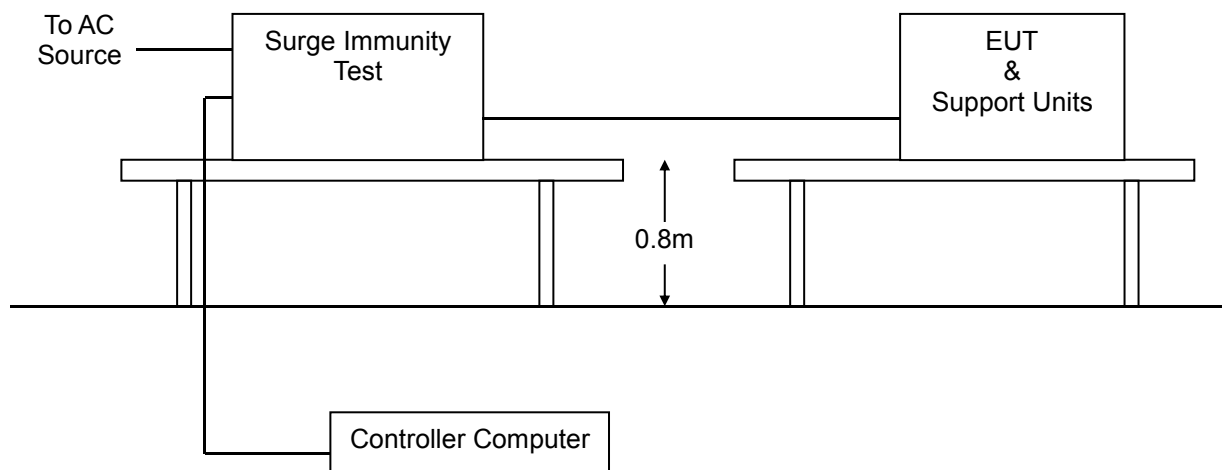 To AC
Source
Surge Immunity
Test
EUT
&
Support Units
0.8m
Controller Computer